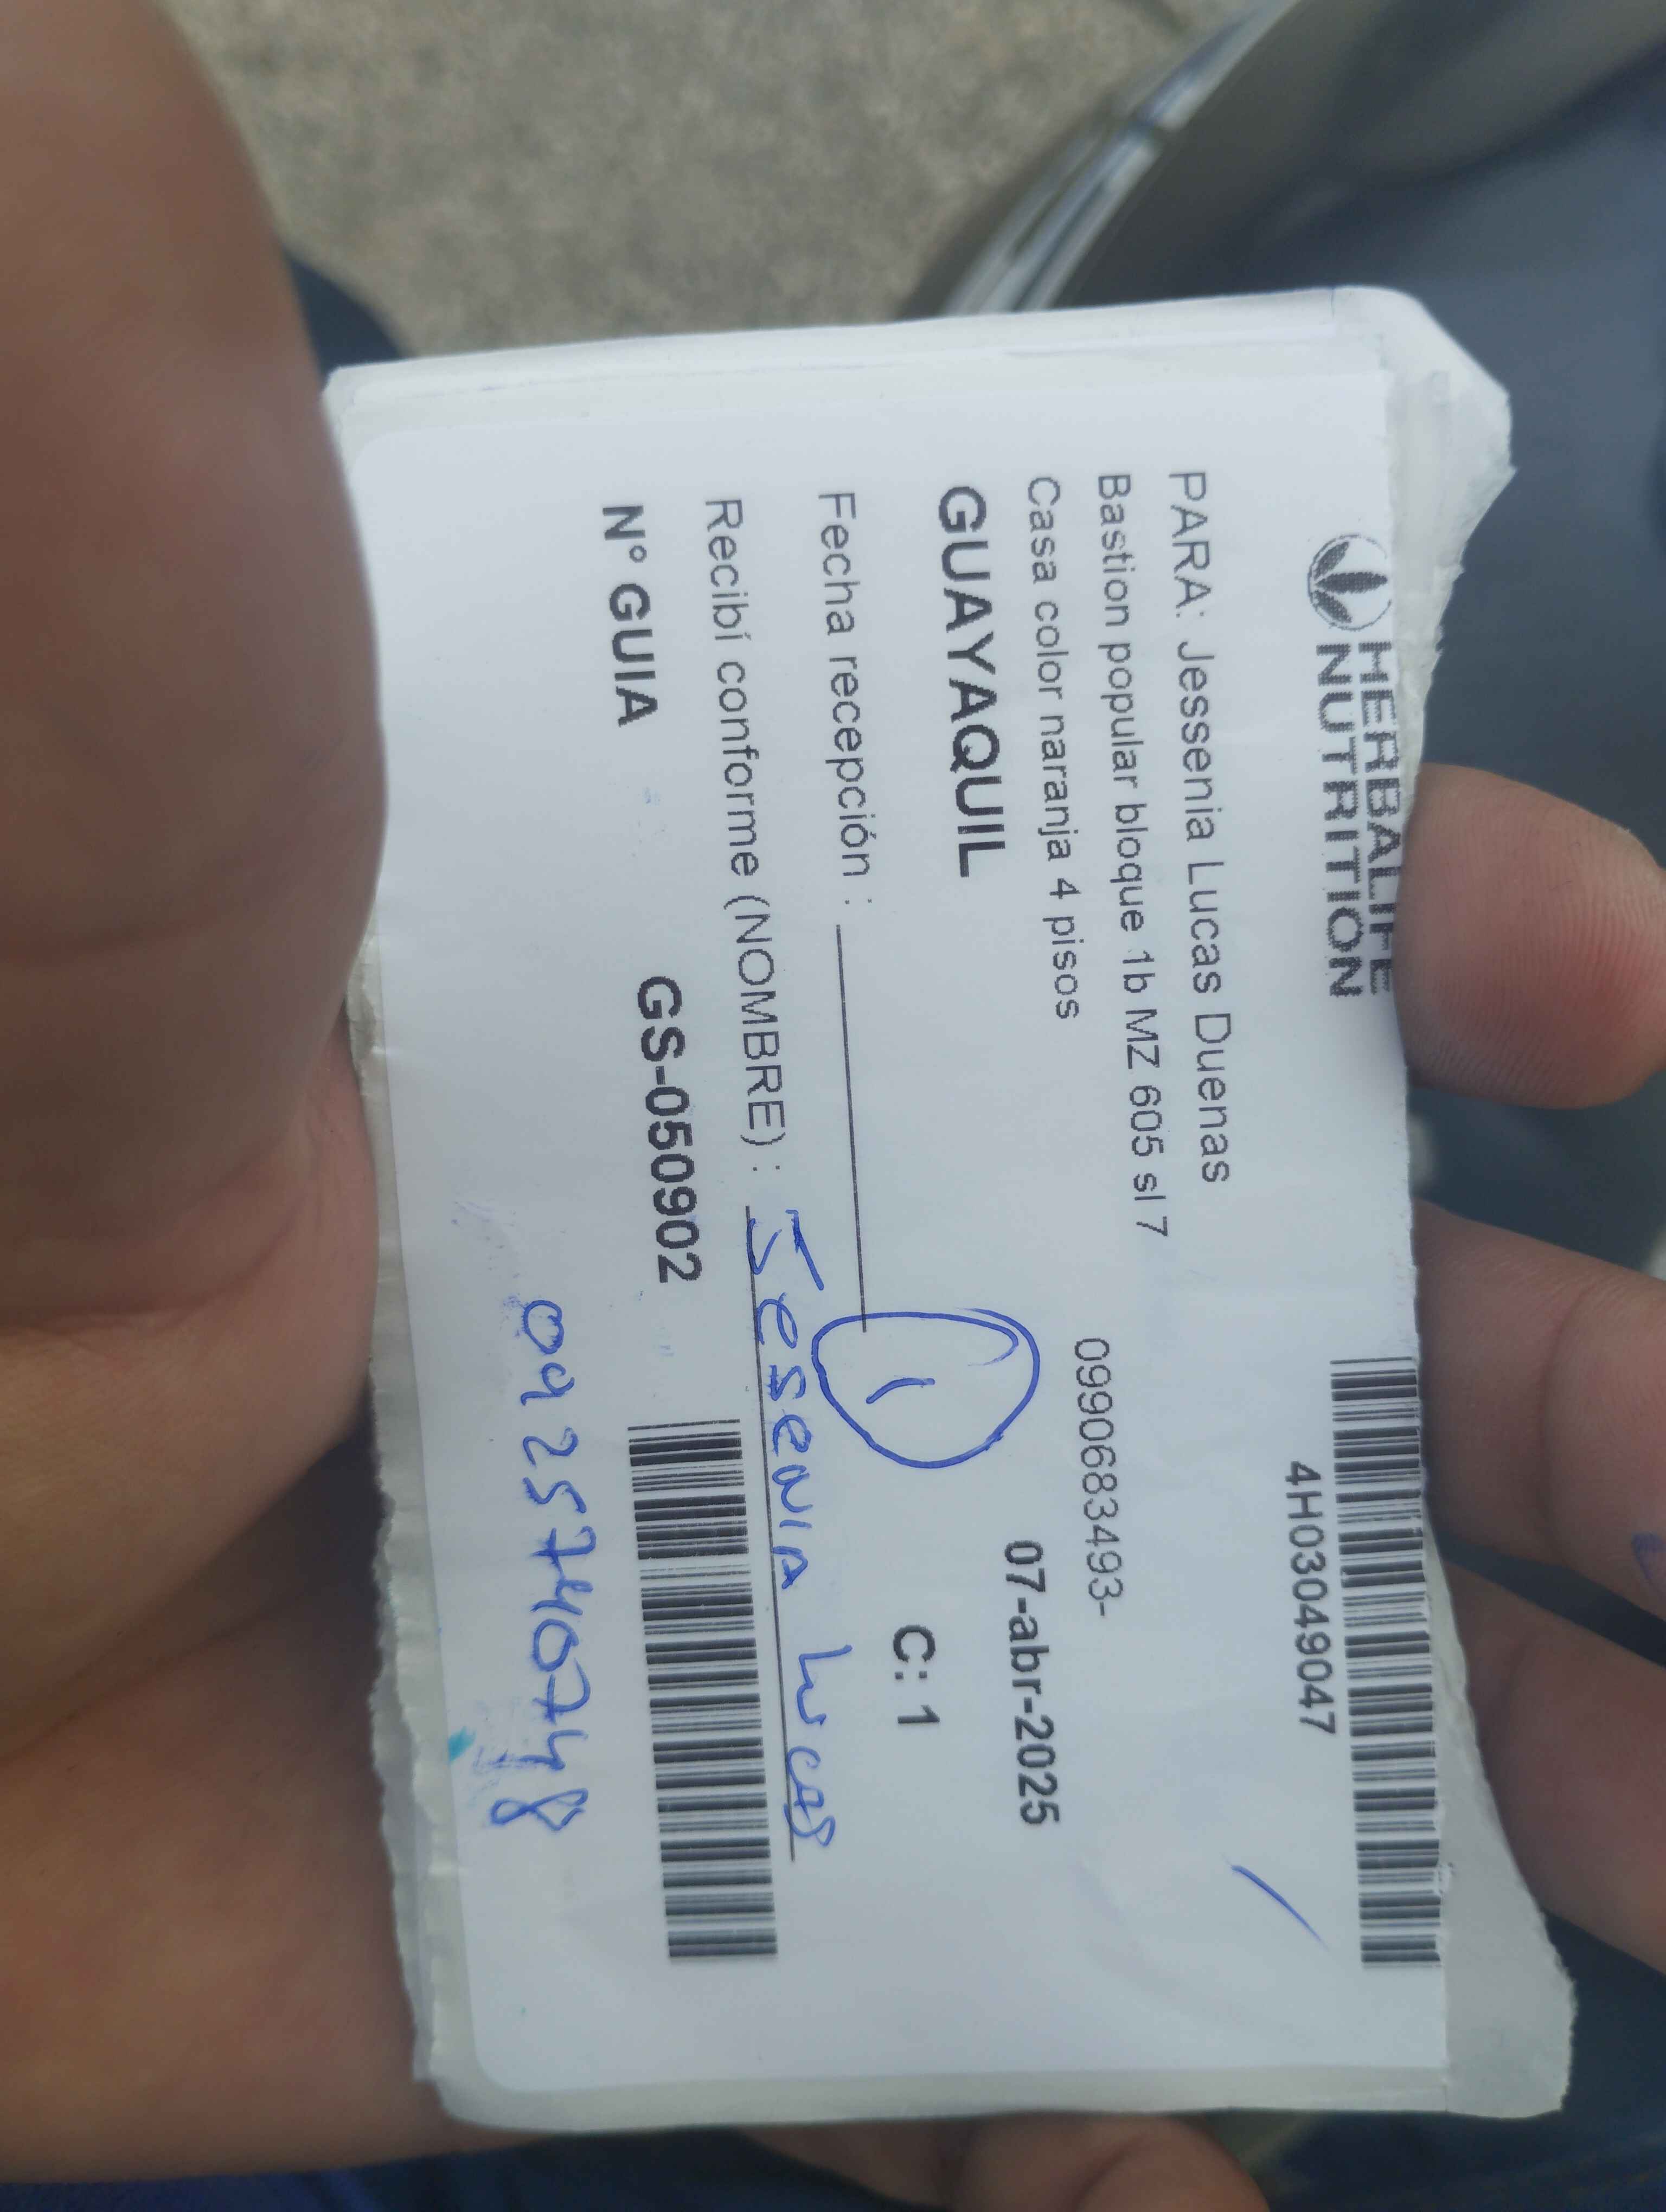 HERBALIFE
NUTRITION
4H03049047
PARA: Jessenia Lucas Duenas
Bastion popular bloque 1b MZ 605 sl 7
Casa color naranja 4 pisos
0990683493-
GUAYAQUIL
07-abr-2025
Fecha recepción :
1
C: 1
Recibí conforme (NOMBRE) : Jesenia Lucas
N° GUIA GS-050902
0925740748